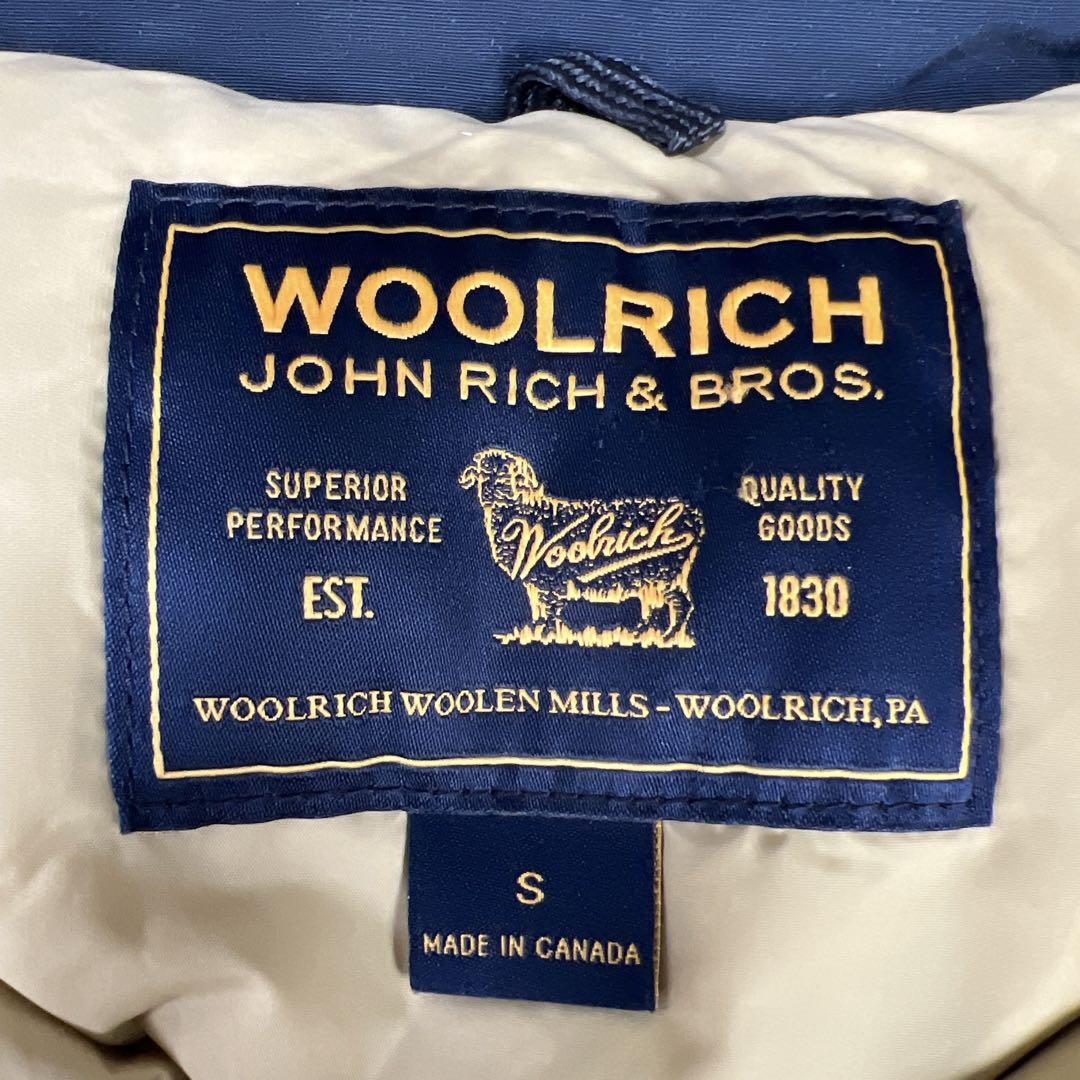 WOOLRICH
JOHN RICH & BROS.
SUPERIOR
PERFORMANCE
EST.
Woolrich
QUALITY
GOODS
1830
WOOLRICH WOOLEN MILLS - WOOLRICH, PA
S
MADE IN CANADA